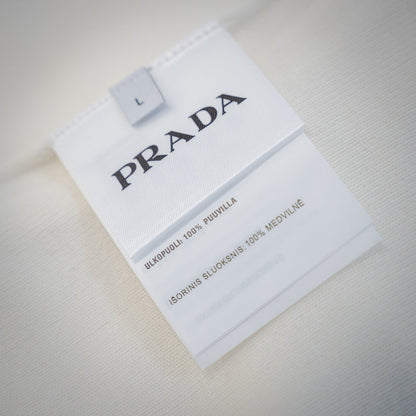 L
PRADA
ULKOPUOLI: 100% PUUVILLA
IŠORINIS SLUOKSNIS: 100% MEDVILNĖ